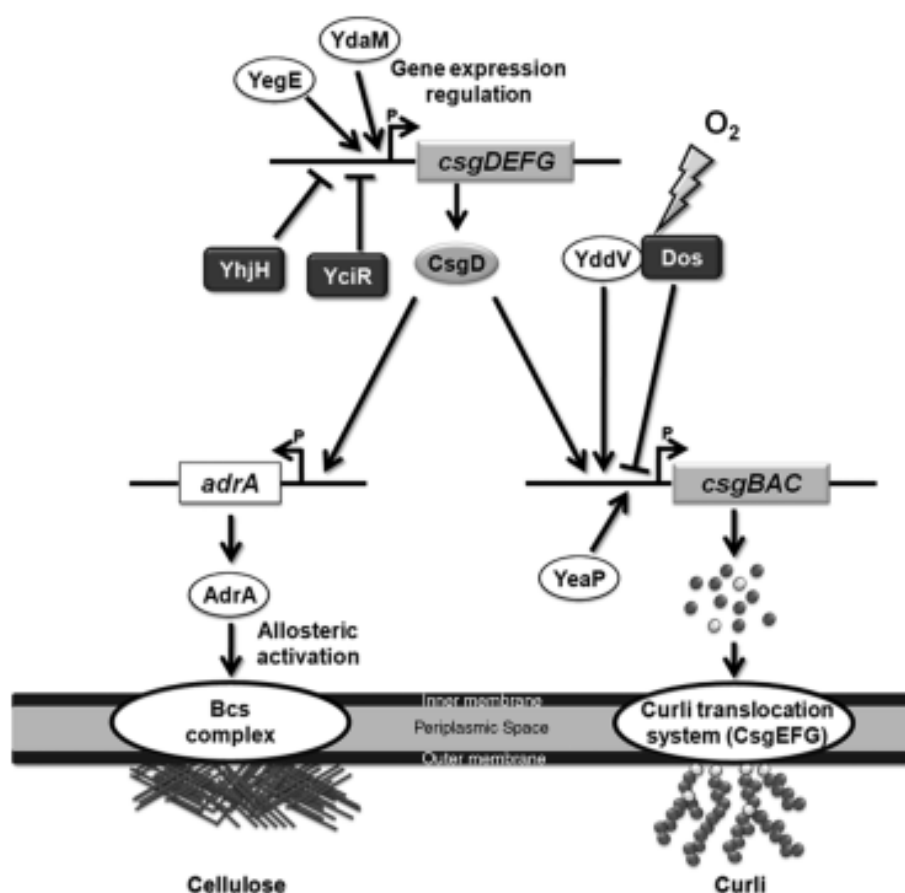 YdaM
YegE
Gene expression
regulation
P
O₂
csgDEFG
YhjH
YciR
CsgD
YddV
Dos
P
P
adrA
csgBAC
YeaP
AdrA
Allosteric
activation
Inner membrane
Bcs
complex
Periplasmic Space
Curli translocation
system (CsgEFG)
Outer membrane
Cellulose
Curli